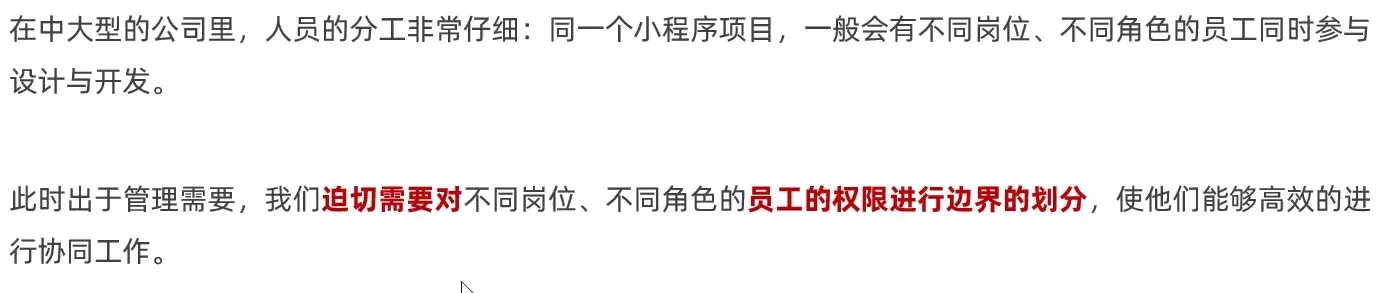 在中大型的公司里，人员的分工非常仔细：同一个小程序项目，一般会有不同岗位、不同角色的员工同时参与
设计与开发。
此时出于管理需要，我们迫切需要对不同岗位、不同角色的员工的权限进行边界的划分，使他们能够高效的进
行协同工作。